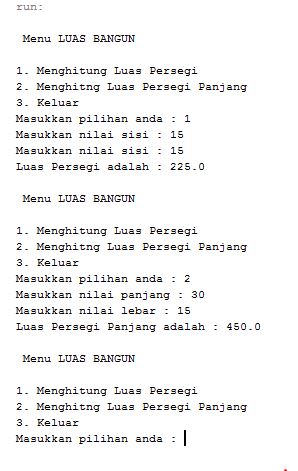 run:
Menu LUAS BANGUN
1. Menghitung Luas Persegi
2. Menghitng Luas Persegi Panjang
3. Keluar
Masukkan pilihan anda : 1
Masukkan nilai sisi : 15
Masukkan nilai sisi : 15
Luas Persegi adalah : 225.0
Menu LUAS BANGUN
1. Menghitung Luas Persegi
2. Menghitng Luas Persegi Panjang
3. Keluar
Masukkan pilihan anda : 2
Masukkan nilai panjang : 30
Masukkan nilai lebar : 15
Luas Persegi Panjang adalah : 450.0
Menu LUAS BANGUN
1. Menghitung Luas Persegi
2. Menghitng Luas Persegi Panjang
3. Keluar
Masukkan pilihan anda :